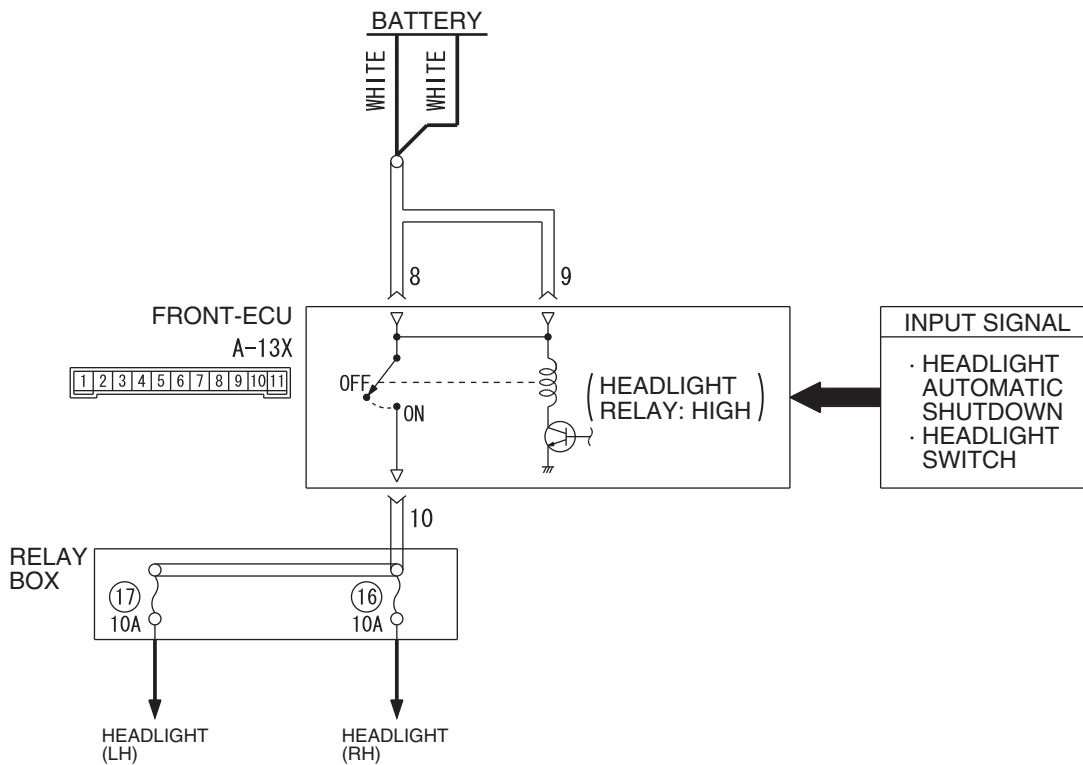 BATTERY
WHITE
WHITE
8
9
FRONT-ECU
A-13X
1 2 3 4 5 6 7 8 9 10 11
OFF
ON
(HEADLIGHT
RELAY: HIGH)
INPUT SIGNAL
· HEADLIGHT
AUTOMATIC
SHUTDOWN
· HEADLIGHT
SWITCH
10
RELAY
BOX
17
10A
16
10A
HEADLIGHT
(LH)
HEADLIGHT
(RH)